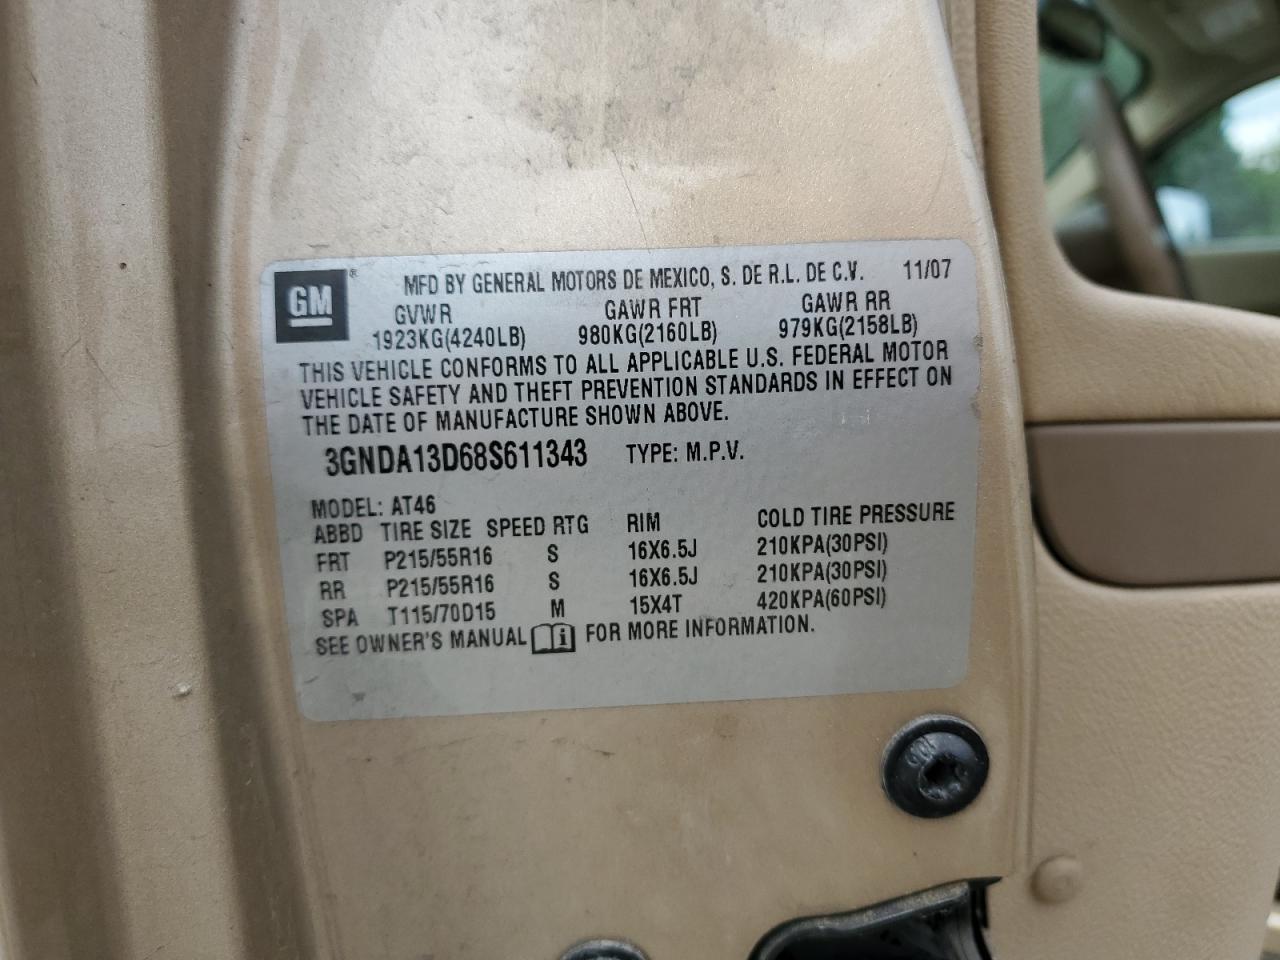 GM ® MFD BY GENERAL MOTORS DE MEXICO, S. DE R.L. DE C.V. 11/07
GVWR GAWR FRT GAWR RR
1923KG(4240LB) 980KG(2160LB) 979KG(2158LB)
THIS VEHICLE CONFORMS TO ALL APPLICABLE U.S. FEDERAL MOTOR
VEHICLE SAFETY AND THEFT PREVENTION STANDARDS IN EFFECT ON
THE DATE OF MANUFACTURE SHOWN ABOVE.
3GNDA13D68S611343 TYPE: M.P.V.
MODEL: AT46
ABBD TIRE SIZE SPEED RTG RIM COLD TIRE PRESSURE
FRT P215/55R16 S 16X6.5J 210KPA(30PSI)
RR P215/55R16 S 16X6.5J 210KPA(30PSI)
SPA T115/70D15 M 15X4T 420KPA(60PSI)
SEE OWNER'S MANUAL i FOR MORE INFORMATION.